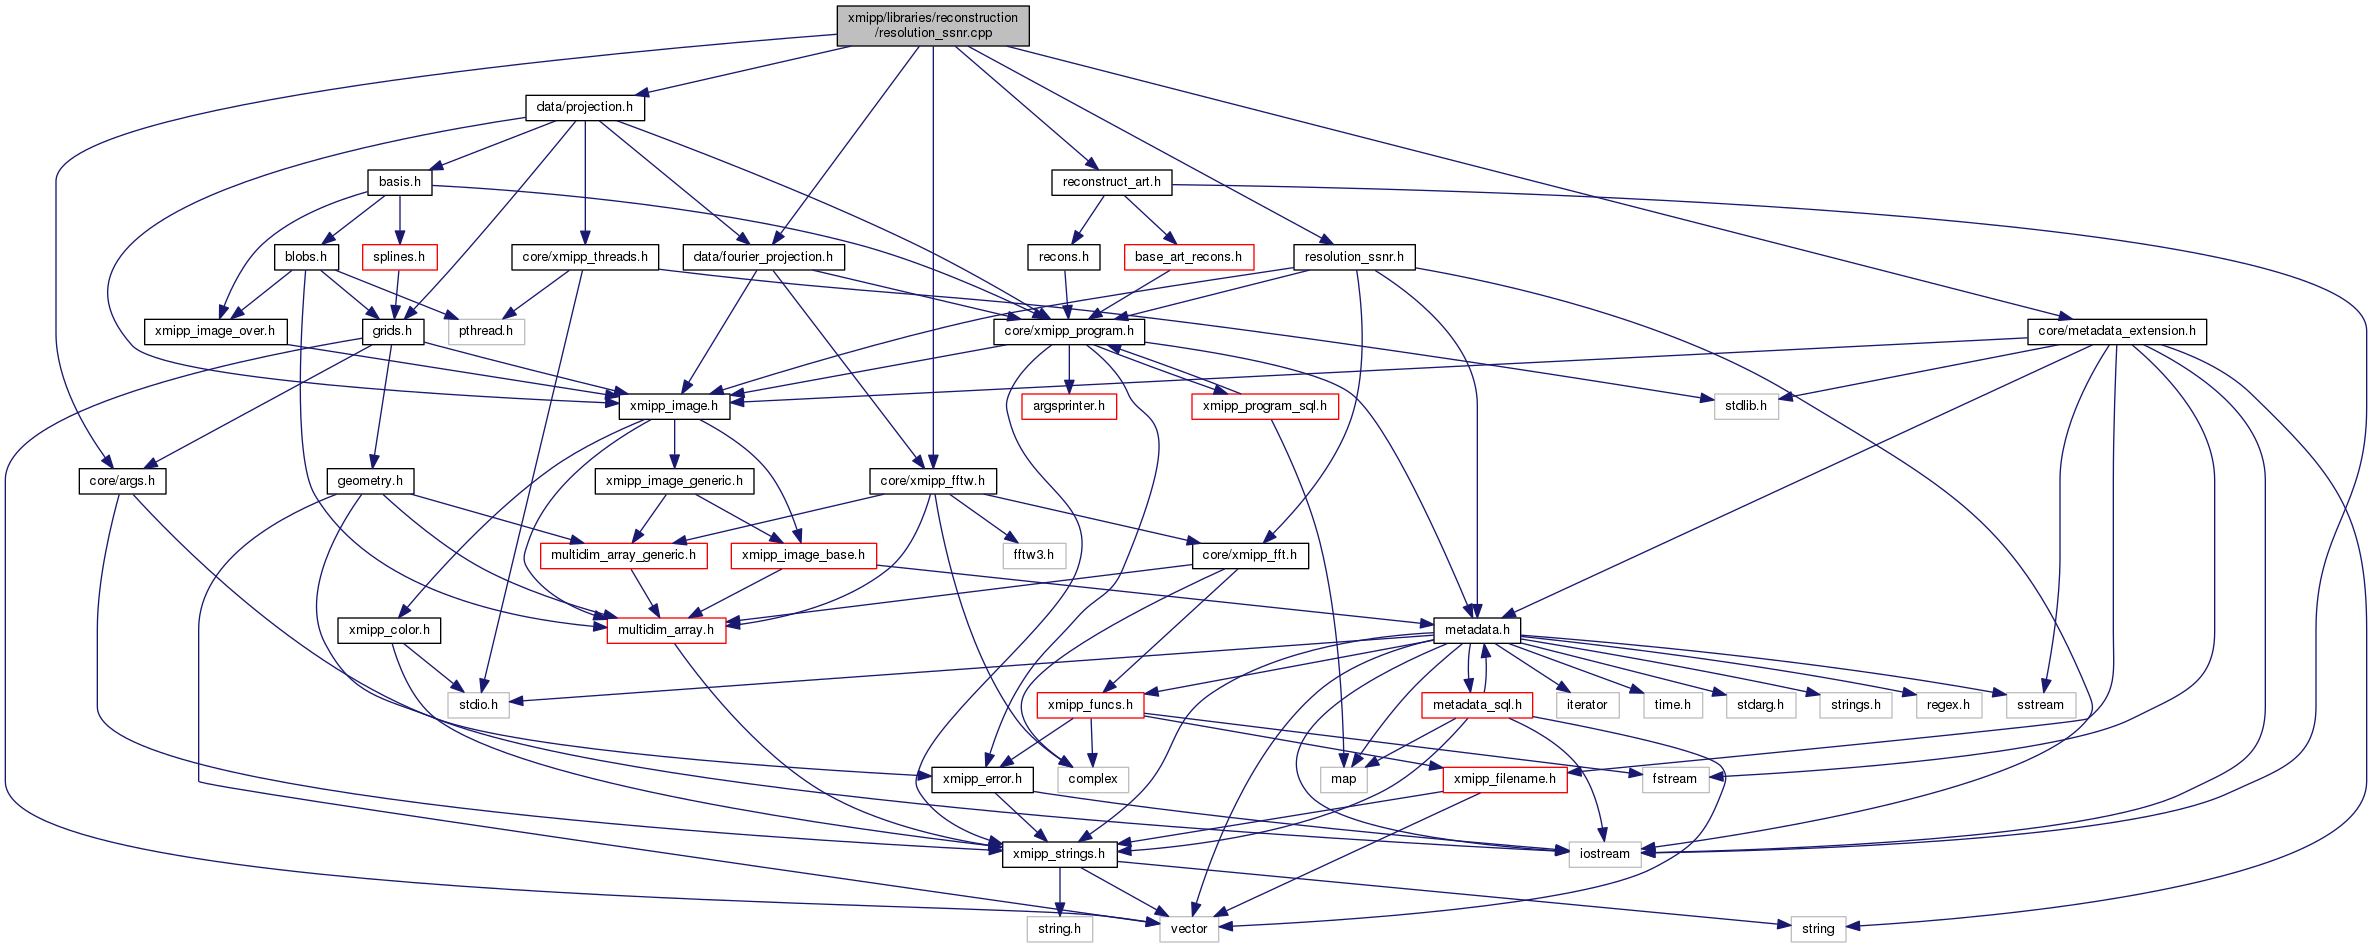 xmipp/libraries/reconstruction
/resolution_ssnr.cpp
data/projection.h
basis.h
reconstruct_art.h
blobs.h
splines.h
core/xmipp_threads.h
data/fourier_projection.h
recons.h
base_art_recons.h
resolution_ssnr.h
xmipp_image_over.h
grids.h
pthread.h
core/xmipp_program.h
core/metadata_extension.h
xmipp_image.h
argsprinter.h
xmipp_program_sql.h
stdlib.h
core/args.h
geometry.h
xmipp_image_generic.h
core/xmipp_fftw.h
multidim_array_generic.h
xmipp_image_base.h
fftw3.h
core/xmipp_fft.h
xmipp_color.h
multidim_array.h
metadata.h
stdio.h
xmipp_funcs.h
metadata_sql.h
iterator
time.h
stdarg.h
strings.h
regex.h
sstream
xmipp_error.h
complex
map
xmipp_filename.h
fstream
xmipp_strings.h
iostream
string.h
vector
string